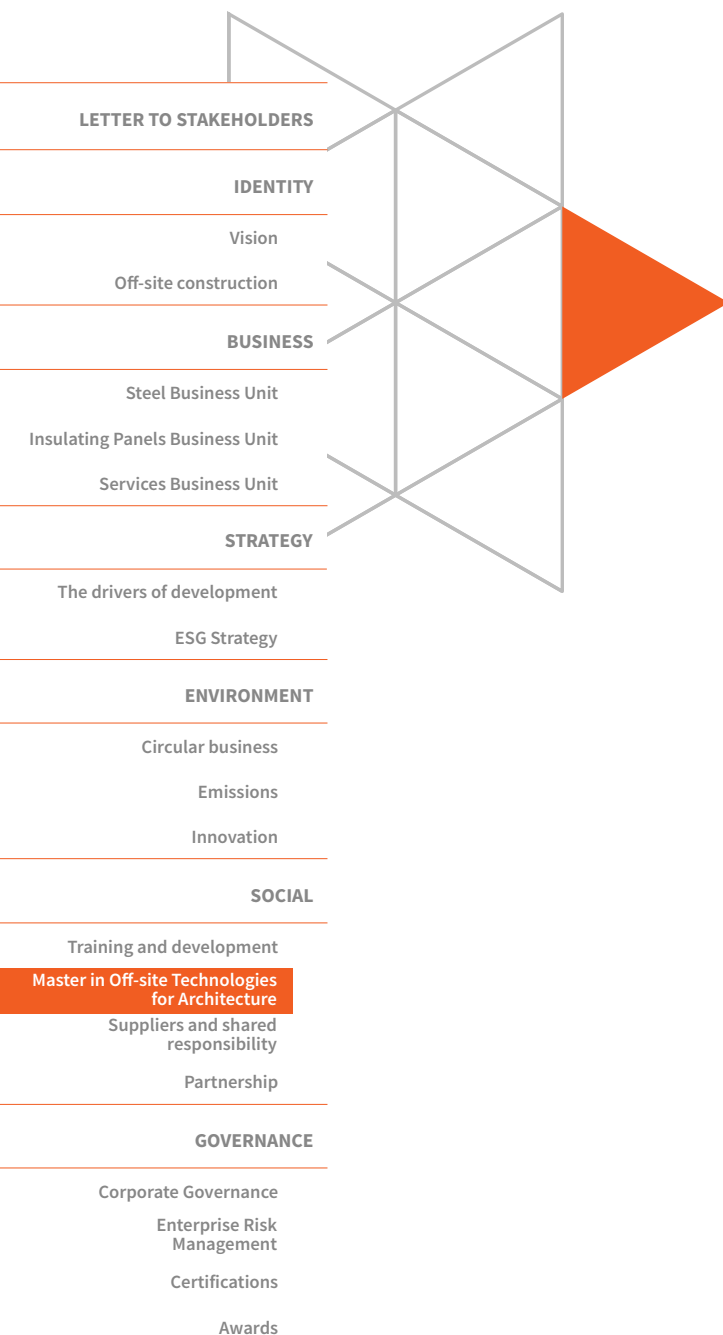 LETTER TO STAKEHOLDERS
IDENTITY
Vision
Off-site construction
BUSINESS
Steel Business Unit
Insulating Panels Business Unit
Services Business Unit
STRATEGY
The drivers of development
ESG Strategy
ENVIRONMENT
Circular business
Emissions
Innovation
SOCIAL
Training and development
Master in Off-site Technologies
for Architecture
Suppliers and shared
responsibility
Partnership
GOVERNANCE
Corporate Governance
Enterprise Risk
Management
Certifications
Awards